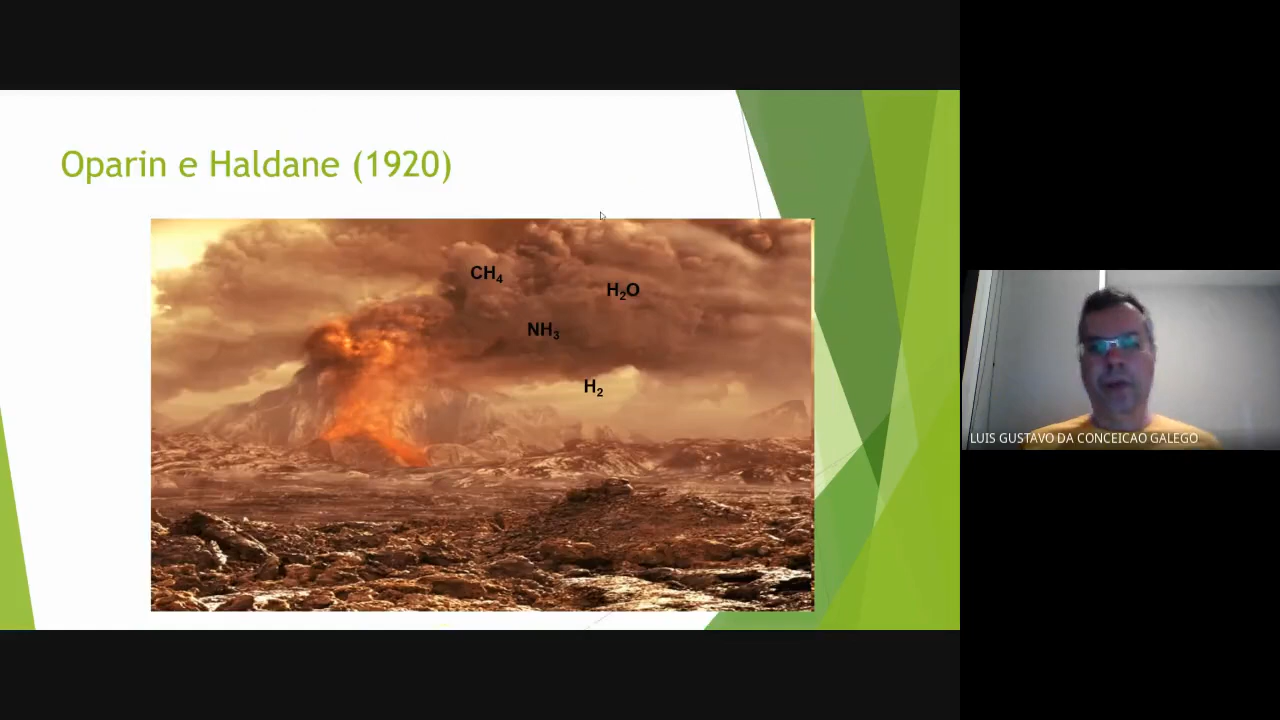 Oparin e Haldane (1920)
CH₄
H₂O
NH₃
H₂
LUIS GUSTAVO DA CONCEICAO GALEGO